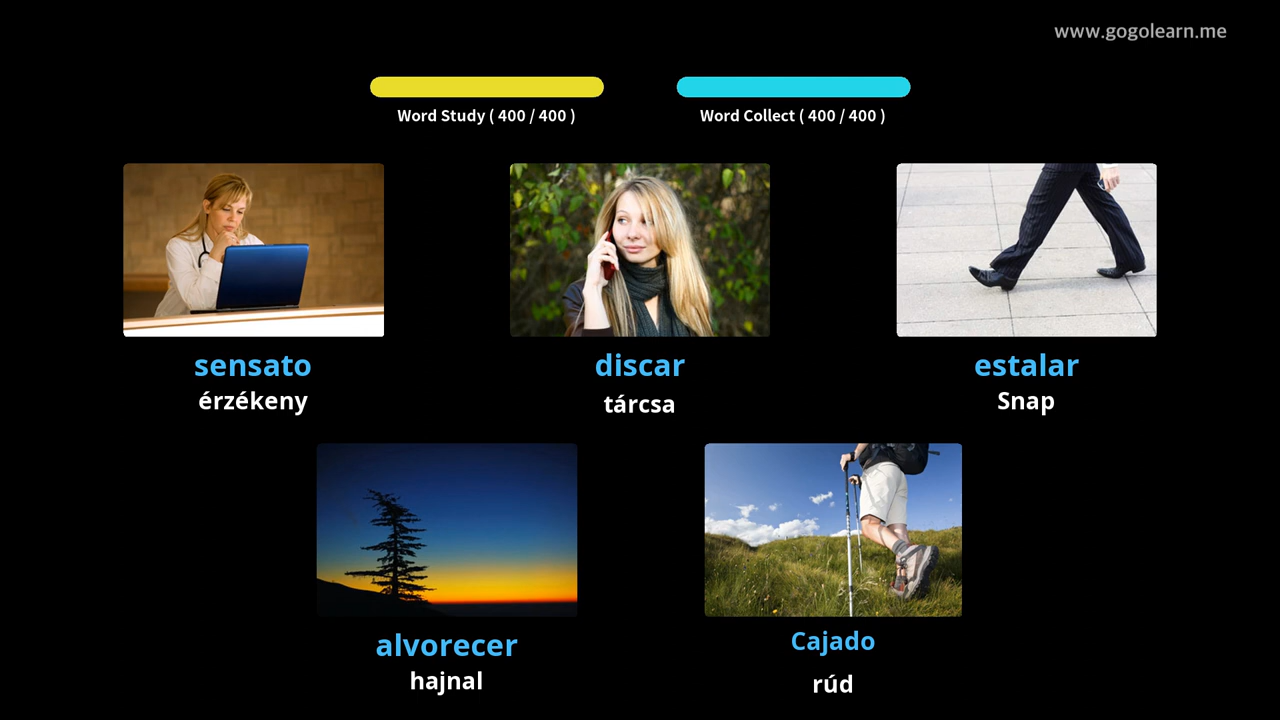 www.gogolearn.me
Word Study ( 400 / 400 )
Word Collect ( 400 / 400 )
sensato
érzékeny
discar
tárcsa
estalar
Snap
alvorecer
hajnal
Cajado
rúd